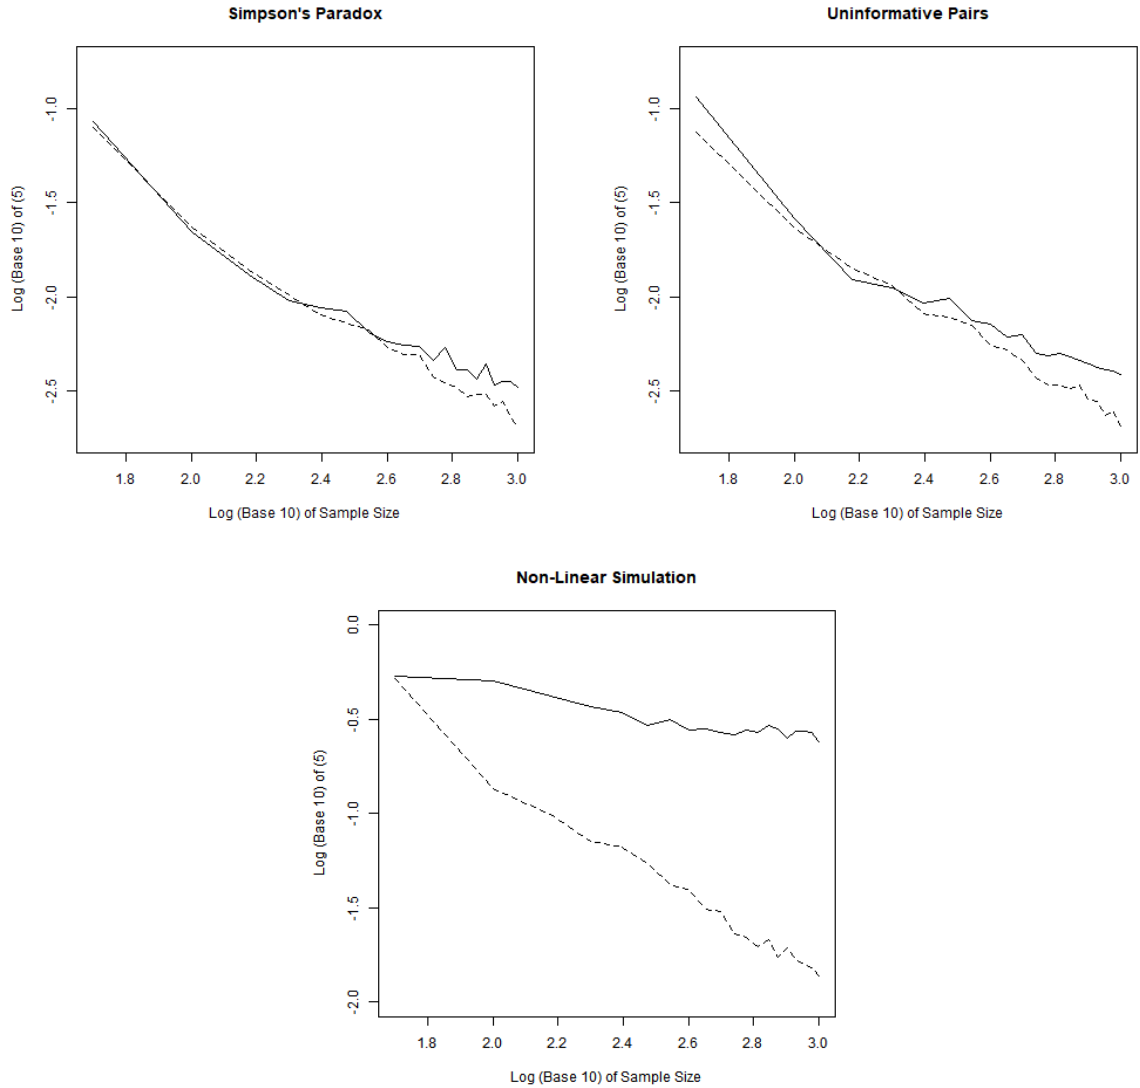 Simpson's Paradox
Log (Base 10) of (5)
-1.0
-1.5
-2.0
-2.5
1.8 2.0 2.2 2.4 2.6 2.8 3.0
Log (Base 10) of Sample Size
Uninformative Pairs
Log (Base 10) of (5)
-1.0
-1.5
-2.0
-2.5
1.8 2.0 2.2 2.4 2.6 2.8 3.0
Log (Base 10) of Sample Size
Non-Linear Simulation
Log (Base 10) of (5)
0.0
-0.5
-1.0
-1.5
-2.0
1.8 2.0 2.2 2.4 2.6 2.8 3.0
Log (Base 10) of Sample Size